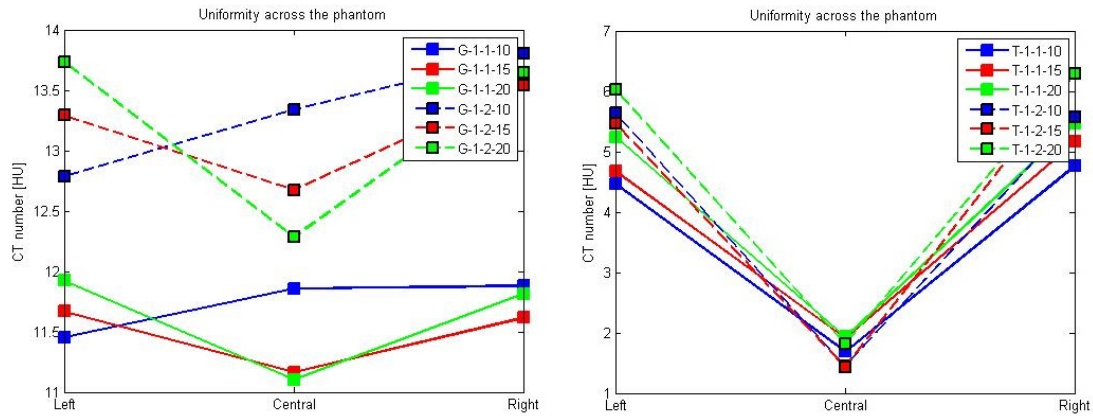 Uniformity across the phantom
CT number [HU]
14
13.5
13
12.5
12
11.5
11
Left
Central
Right
G-1-1-10
G-1-1-15
G-1-1-20
G-1-2-10
G-1-2-15
G-1-2-20
Uniformity across the phantom
CT number [HU]
7
6
5
4
3
2
1
Left
Central
Right
T-1-1-10
T-1-1-15
T-1-1-20
T-1-2-10
T-1-2-15
T-1-2-20